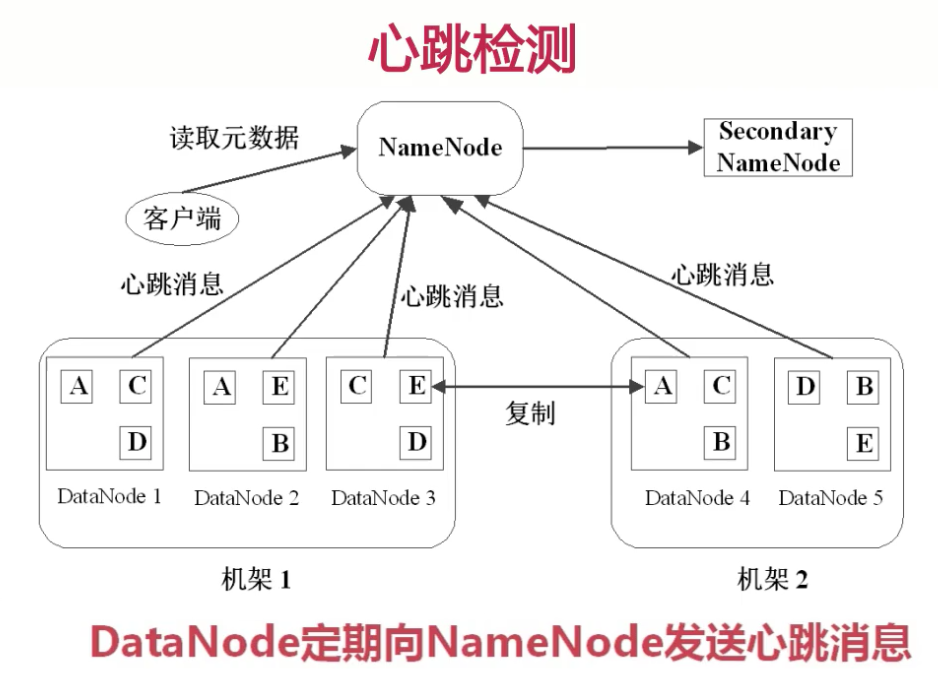 心跳检测
读取元数据
NameNode
Secondary
NameNode
客户端
心跳消息
心跳消息
心跳消息
A C
D
A E
B
C E
D
复制
A C
B
D B
E
DataNode 1
DataNode 2
DataNode 3
DataNode 4
DataNode 5
机架 1
机架 2
DataNode定期向NameNode发送心跳消息